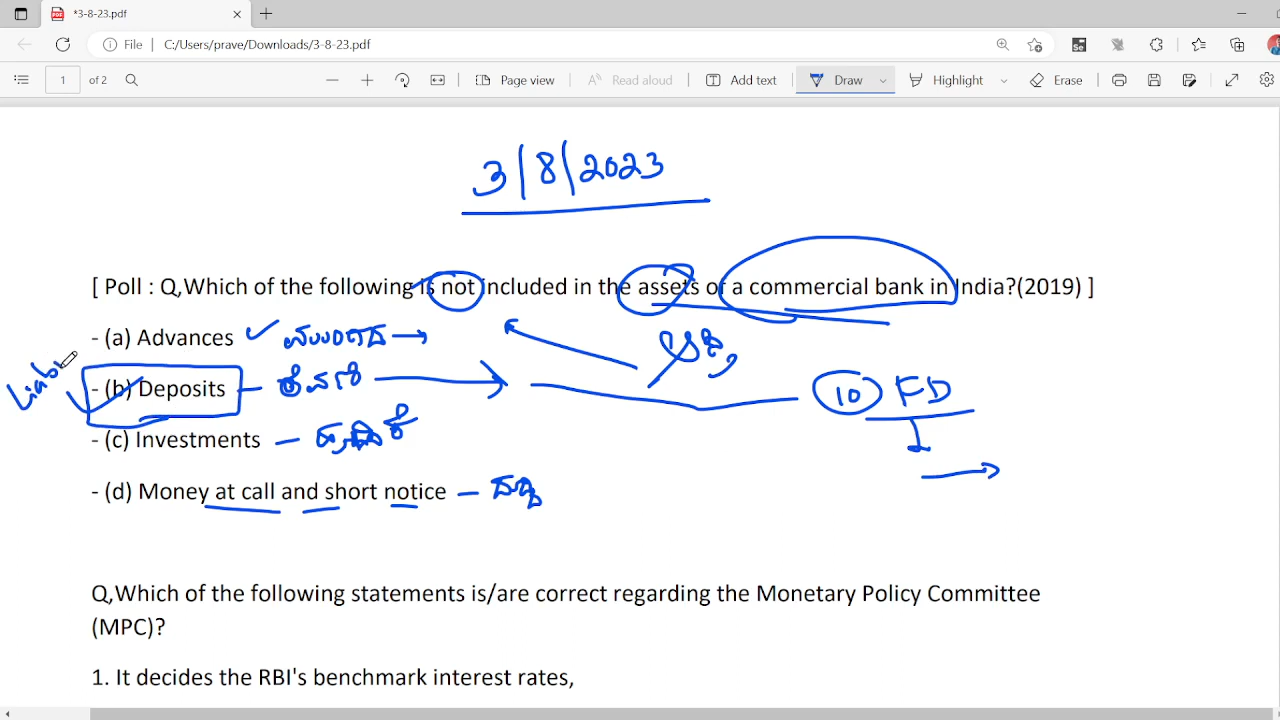 *3-8-23.pdf
File C:/Users/prave/Downloads/3-8-23.pdf
1 of 2 Page view Read aloud Add text Draw Highlight Erase
3/8/2023
[ Poll : Q,Which of the following is not included in the assets of a commercial bank in India?(2019) ]
- (a) Advances ಮುಂಗಡ
- (b) Deposits ಠೇವಣಿ 10 FD
Liab
- (c) Investments
- (d) Money at call and short notice
Q,Which of the following statements is/are correct regarding the Monetary Policy Committee
(MPC)?
1. It decides the RBI's benchmark interest rates,